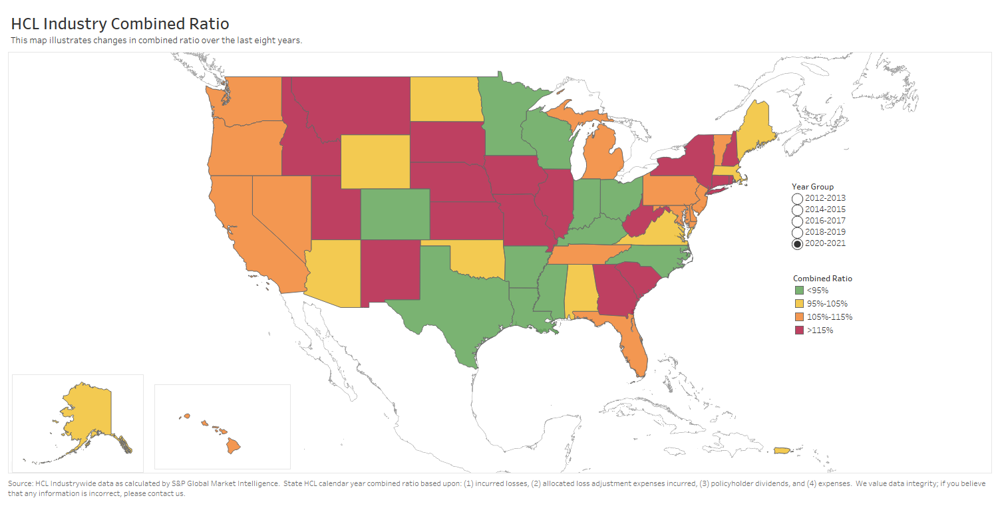 HCL Industry Combined Ratio
This map illustrates changes in combined ratio over the last eight years.
Year Group
2012-2013
2014-2015
2016-2017
2018-2019
2020-2021
Combined Ratio
<95%
95%-105%
105%-115%
>115%
Source: HCL Industrywide data as calculated by S&P Global Market Intelligence.  State HCL calendar year combined ratio based upon: (1) incurred losses, (2) allocated loss adjustment expenses incurred, (3) policyholder dividends, and (4) expenses.  We value data integrity; if you believe
that any information is incorrect, please contact us.